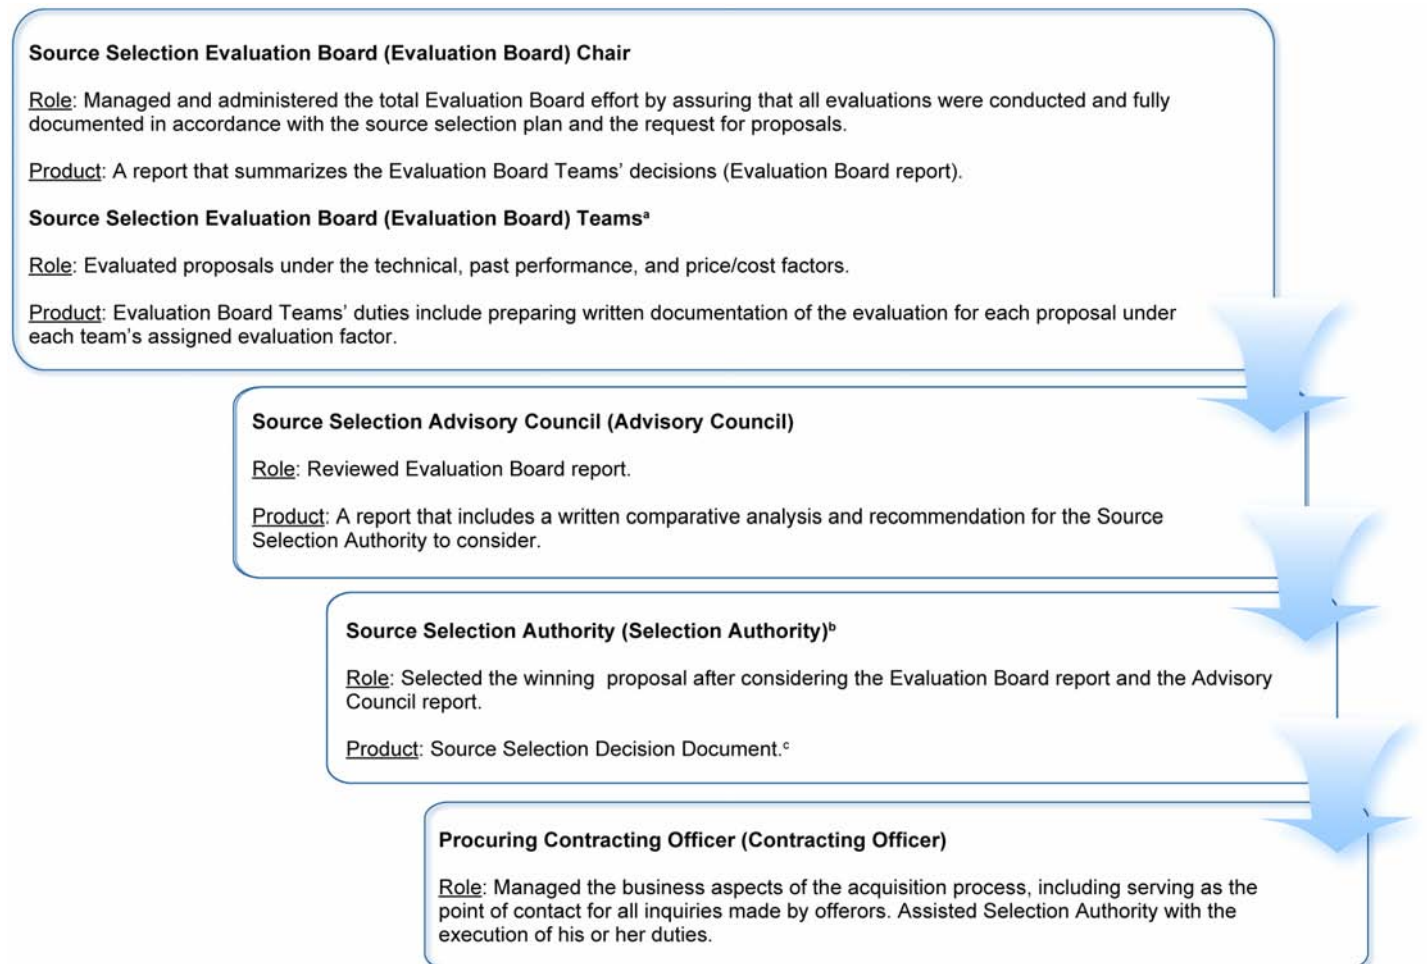 Source Selection Evaluation Board (Evaluation Board) Chair
Role: Managed and administered the total Evaluation Board effort by assuring that all evaluations were conducted and fully
documented in accordance with the source selection plan and the request for proposals.
Product: A report that summarizes the Evaluation Board Teams’ decisions (Evaluation Board report).
Source Selection Evaluation Board (Evaluation Board) Teamsᵃ
Role: Evaluated proposals under the technical, past performance, and price/cost factors.
Product: Evaluation Board Teams’ duties include preparing written documentation of the evaluation for each proposal under
each team’s assigned evaluation factor.
Source Selection Advisory Council (Advisory Council)
Role: Reviewed Evaluation Board report.
Product: A report that includes a written comparative analysis and recommendation for the Source
Selection Authority to consider.
Source Selection Authority (Selection Authority)ᵇ
Role: Selected the winning proposal after considering the Evaluation Board report and the Advisory
Council report.
Product: Source Selection Decision Document.ᶜ
Procuring Contracting Officer (Contracting Officer)
Role: Managed the business aspects of the acquisition process, including serving as the
point of contact for all inquiries made by offerors. Assisted Selection Authority with the
execution of his or her duties.